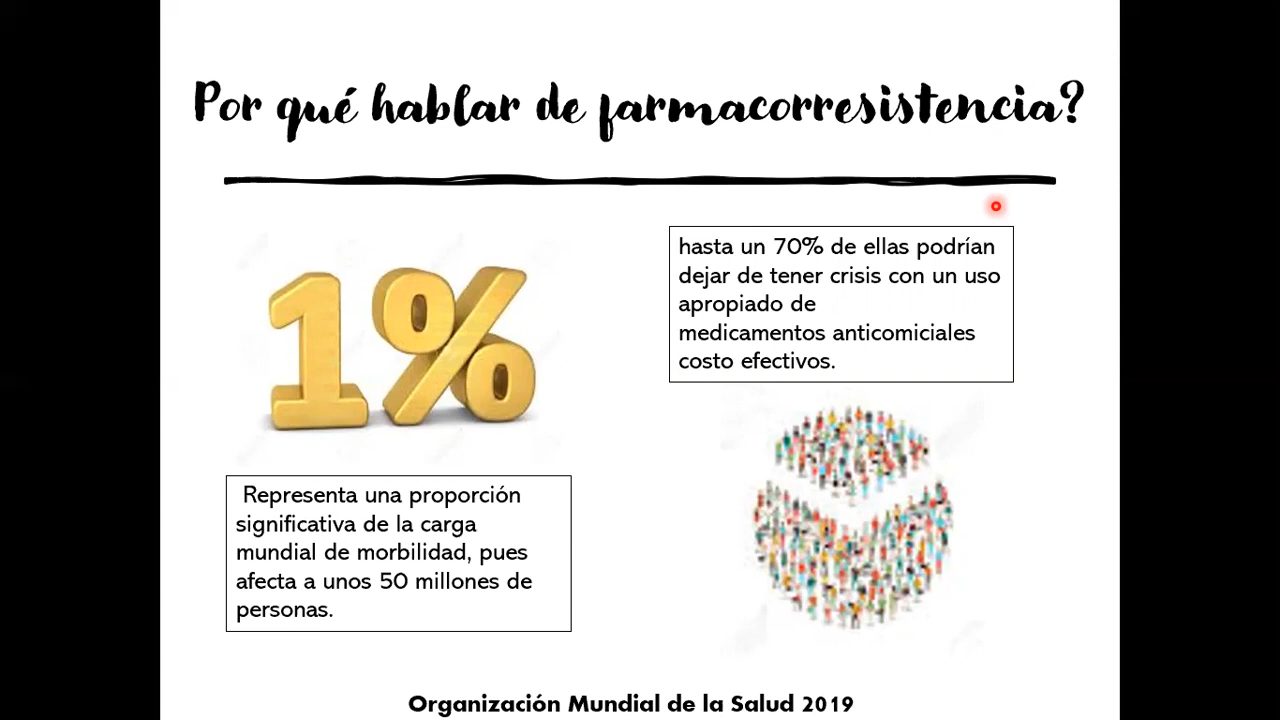 Por qué hablar de farmacorresistencia?
1%
Representa una proporción
significativa de la carga
mundial de morbilidad, pues
afecta a unos 50 millones de
personas.
hasta un 70% de ellas podrían
dejar de tener crisis con un uso
apropiado de
medicamentos anticomiciales
costo efectivos.
Organización Mundial de la Salud 2019